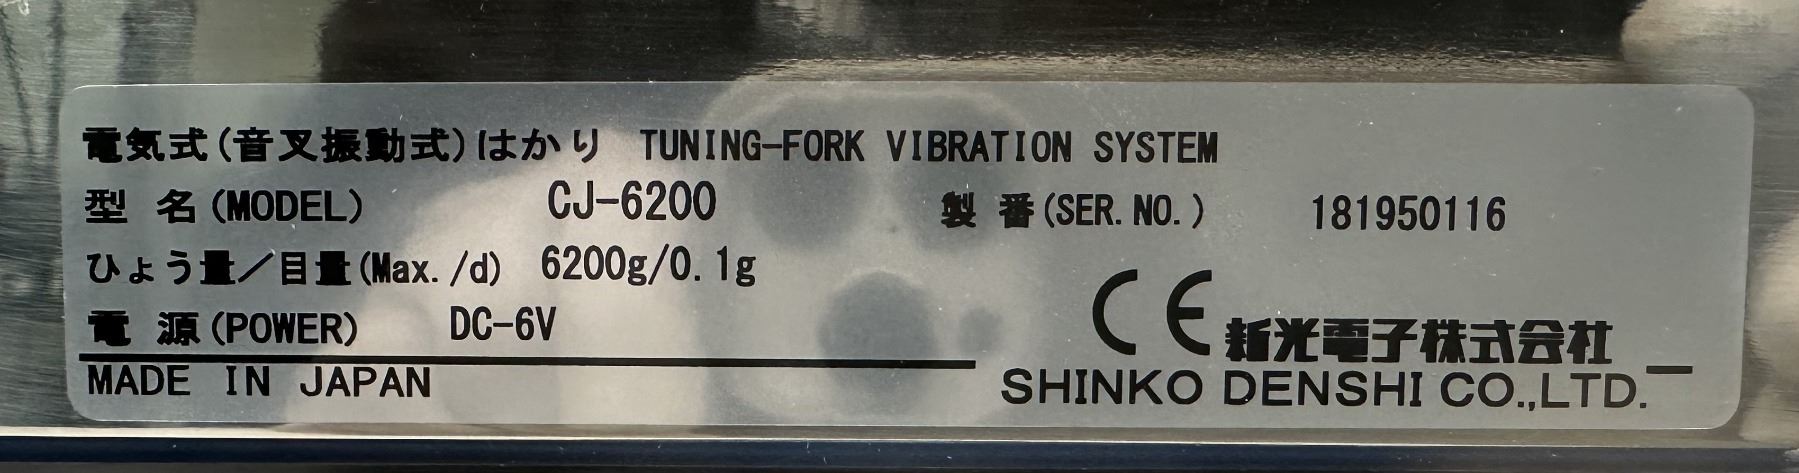 電気式(音叉振動式)はかり TUNING-FORK VIBRATION SYSTEM
型 名(MODEL) CJ-6200 製 番(SER.NO.) 181950116
ひょう量/目量(Max./d) 6200g/0.1g
電 源(POWER) DC-6V
CE 新光電子株式会社
MADE IN JAPAN SHINKO DENSHI CO.,LTD.